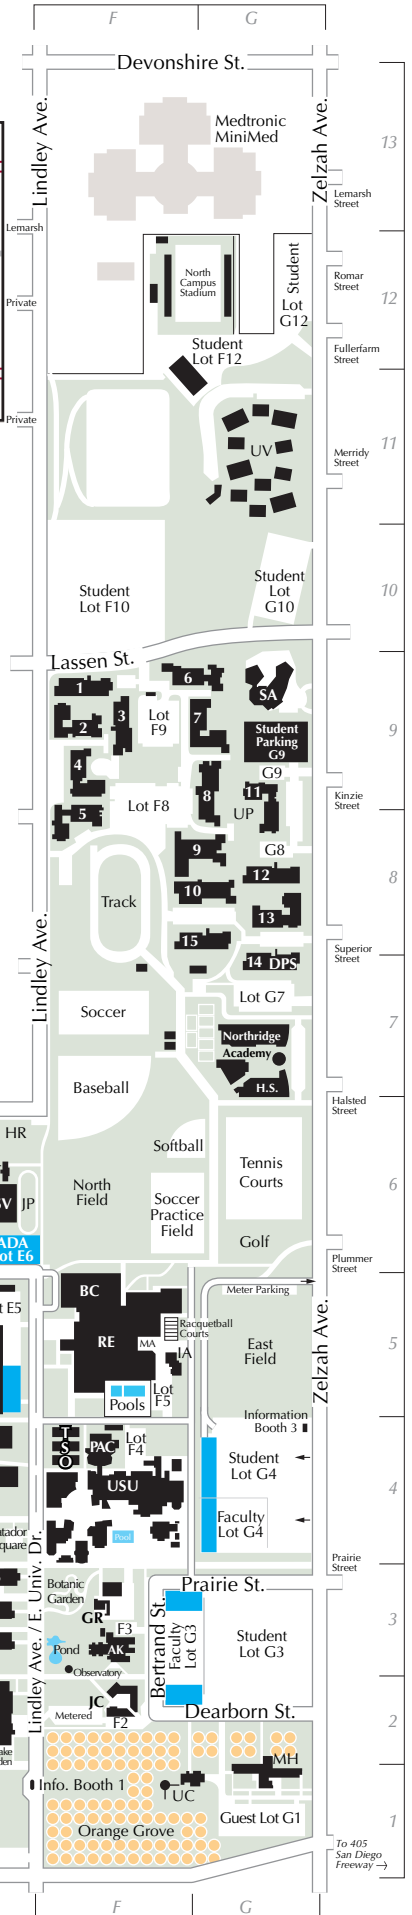 F
G
Devonshire St.
Lindley Ave.
Zelzah Ave.
Medtronic
MiniMed
13
Lemarsh
Street
Lemarsh
North
Campus
Stadium
Student
Lot
G12
Romar
Street
12
Private
Student
Lot F12
Fullerfarm
Street
Private
UV
11
Merridy
Street
Student
Lot F10
Student
Lot
G10
10
Lassen St.
1
2
3
4
5
6
7
8
SA
Lot
F9
Student
Parking
G9
9
G9
11
Kinzie
Street
Lot F8
UP
9
G8
8
10
12
13
Track
15
14 DPS
Superior
Street
Lindley Ave.
Lot G7
Soccer
7
Northridge
Academy
H.S.
Baseball
Halsted
Street
HR
Softball
SV
JP
North
Field
Soccer
Practice
Field
Tennis
Courts
6
ADA
ot E6
Golf
Plummer
Street
BC
Meter Parking
t E5
RE
MA
Racquetball
Courts
IA
East
Field
Zelzah Ave.
5
Pools
Lot
F5
Information
Booth 3
T
S
O
PAC
Lot
F4
USU
Student
Lot G4
4
Faculty
Lot G4
Pool
tador
quare
Prairie
Street
Lindley Ave. / E. Univ. Dr.
Botanic
Garden
Prairie St.
GR
F3
Bertrand St.
Faculty
Lot G3
Student
Lot G3
3
Pond
AK
Observatory
JC
Metered
F2
Dearborn St.
2
ake
den
MH
Info. Booth 1
UC
Orange Grove
Guest Lot G1
1
To 405
San Diego
Freeway →
F
G